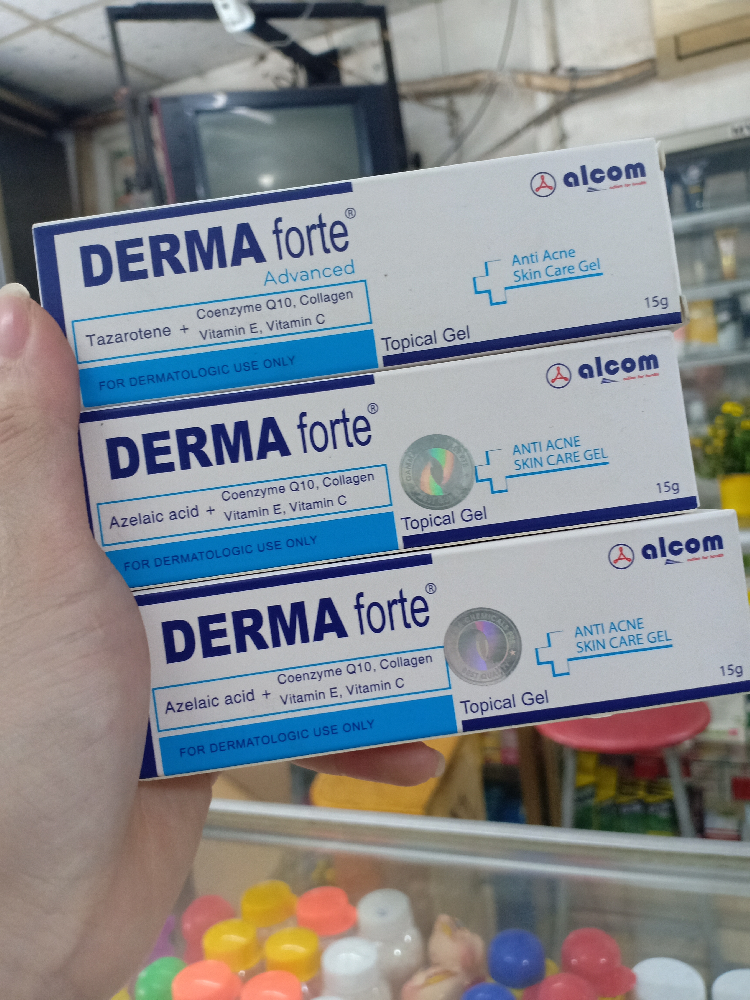 alcom
DERMA forte®
Advanced
Anti Acne
Skin Care Gel
Tazarotene + Coenzyme Q10, Collagen
Vitamin E, Vitamin C
15g
Topical Gel
FOR DERMATOLOGIC USE ONLY
alcom
DERMA forte®
ANTI ACNE
SKIN CARE GEL
Azelaic acid + Coenzyme Q10, Collagen
Vitamin E, Vitamin C
15g
Topical Gel
FOR DERMATOLOGIC USE ONLY
alcom
DERMA forte®
ANTI ACNE
SKIN CARE GEL
Azelaic acid + Coenzyme Q10, Collagen
Vitamin E, Vitamin C
15g
Topical Gel
FOR DERMATOLOGIC USE ONLY